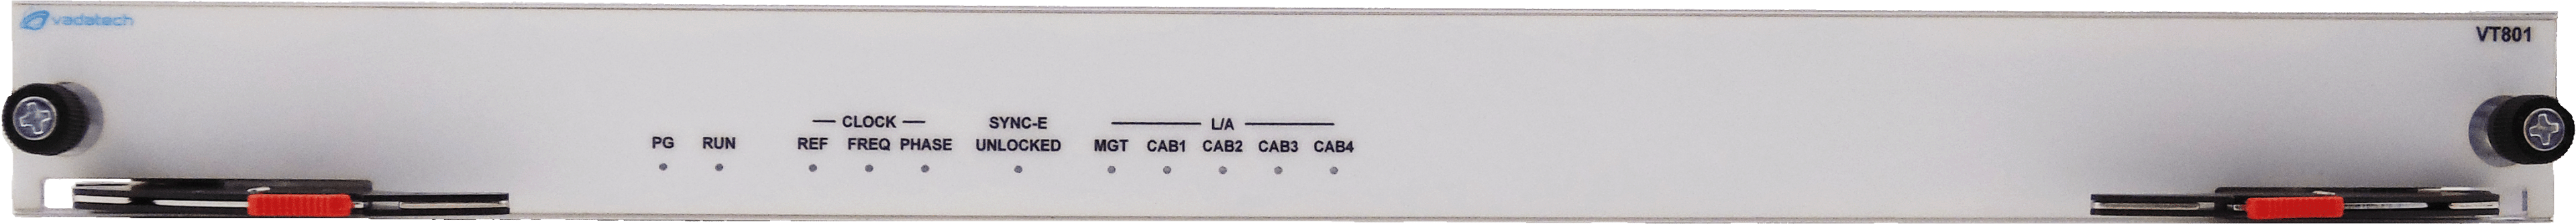 vadatech
VT801
CLOCK SYNC-E L/A
PG RUN REF FREQ PHASE UNLOCKED MGT CAB1 CAB2 CAB3 CAB4